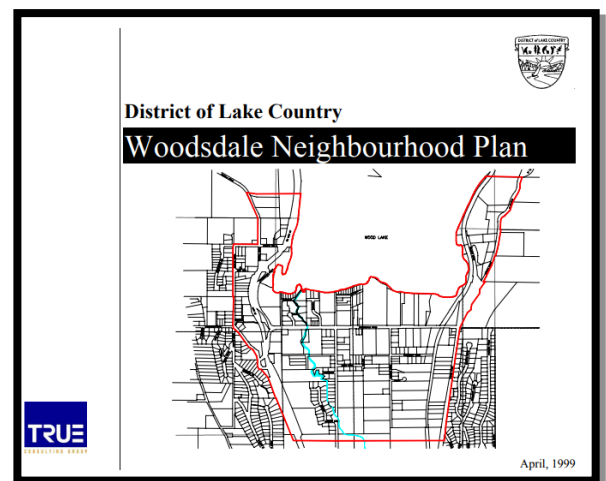 DISTRICT of LAKE COUNTRY
District of Lake Country
Woodsdale Neighbourhood Plan
WOOD LAKE
TRUE
CONSULTING GROUP
April, 1999